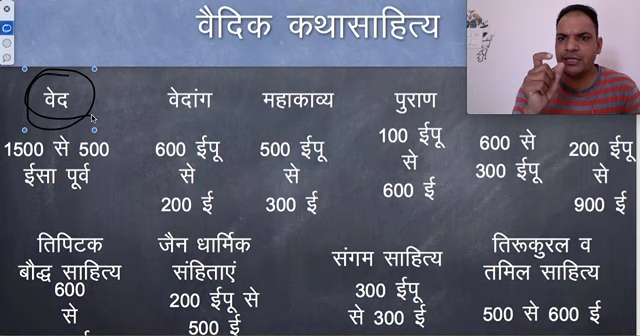 वैदिक कथासाहित्य
वेद
1500 से 500
ईसा पूर्व
वेदांग
600 ईपू
से
200 ई
महाकाव्य
500 ईपू
से
300 ई
पुराण
100 ईपू
से
600 ई
600 से
300 ईपू
200 ईपू
से
900 ई
तिपिटक
बौद्ध साहित्य
600
से
जैन धार्मिक
संहिताएं
200 ईपू से
500 ई
संगम साहित्य
300 ईपू
से 300 ई
तिरूकुरल व
तमिल साहित्य
500 से 600 ई